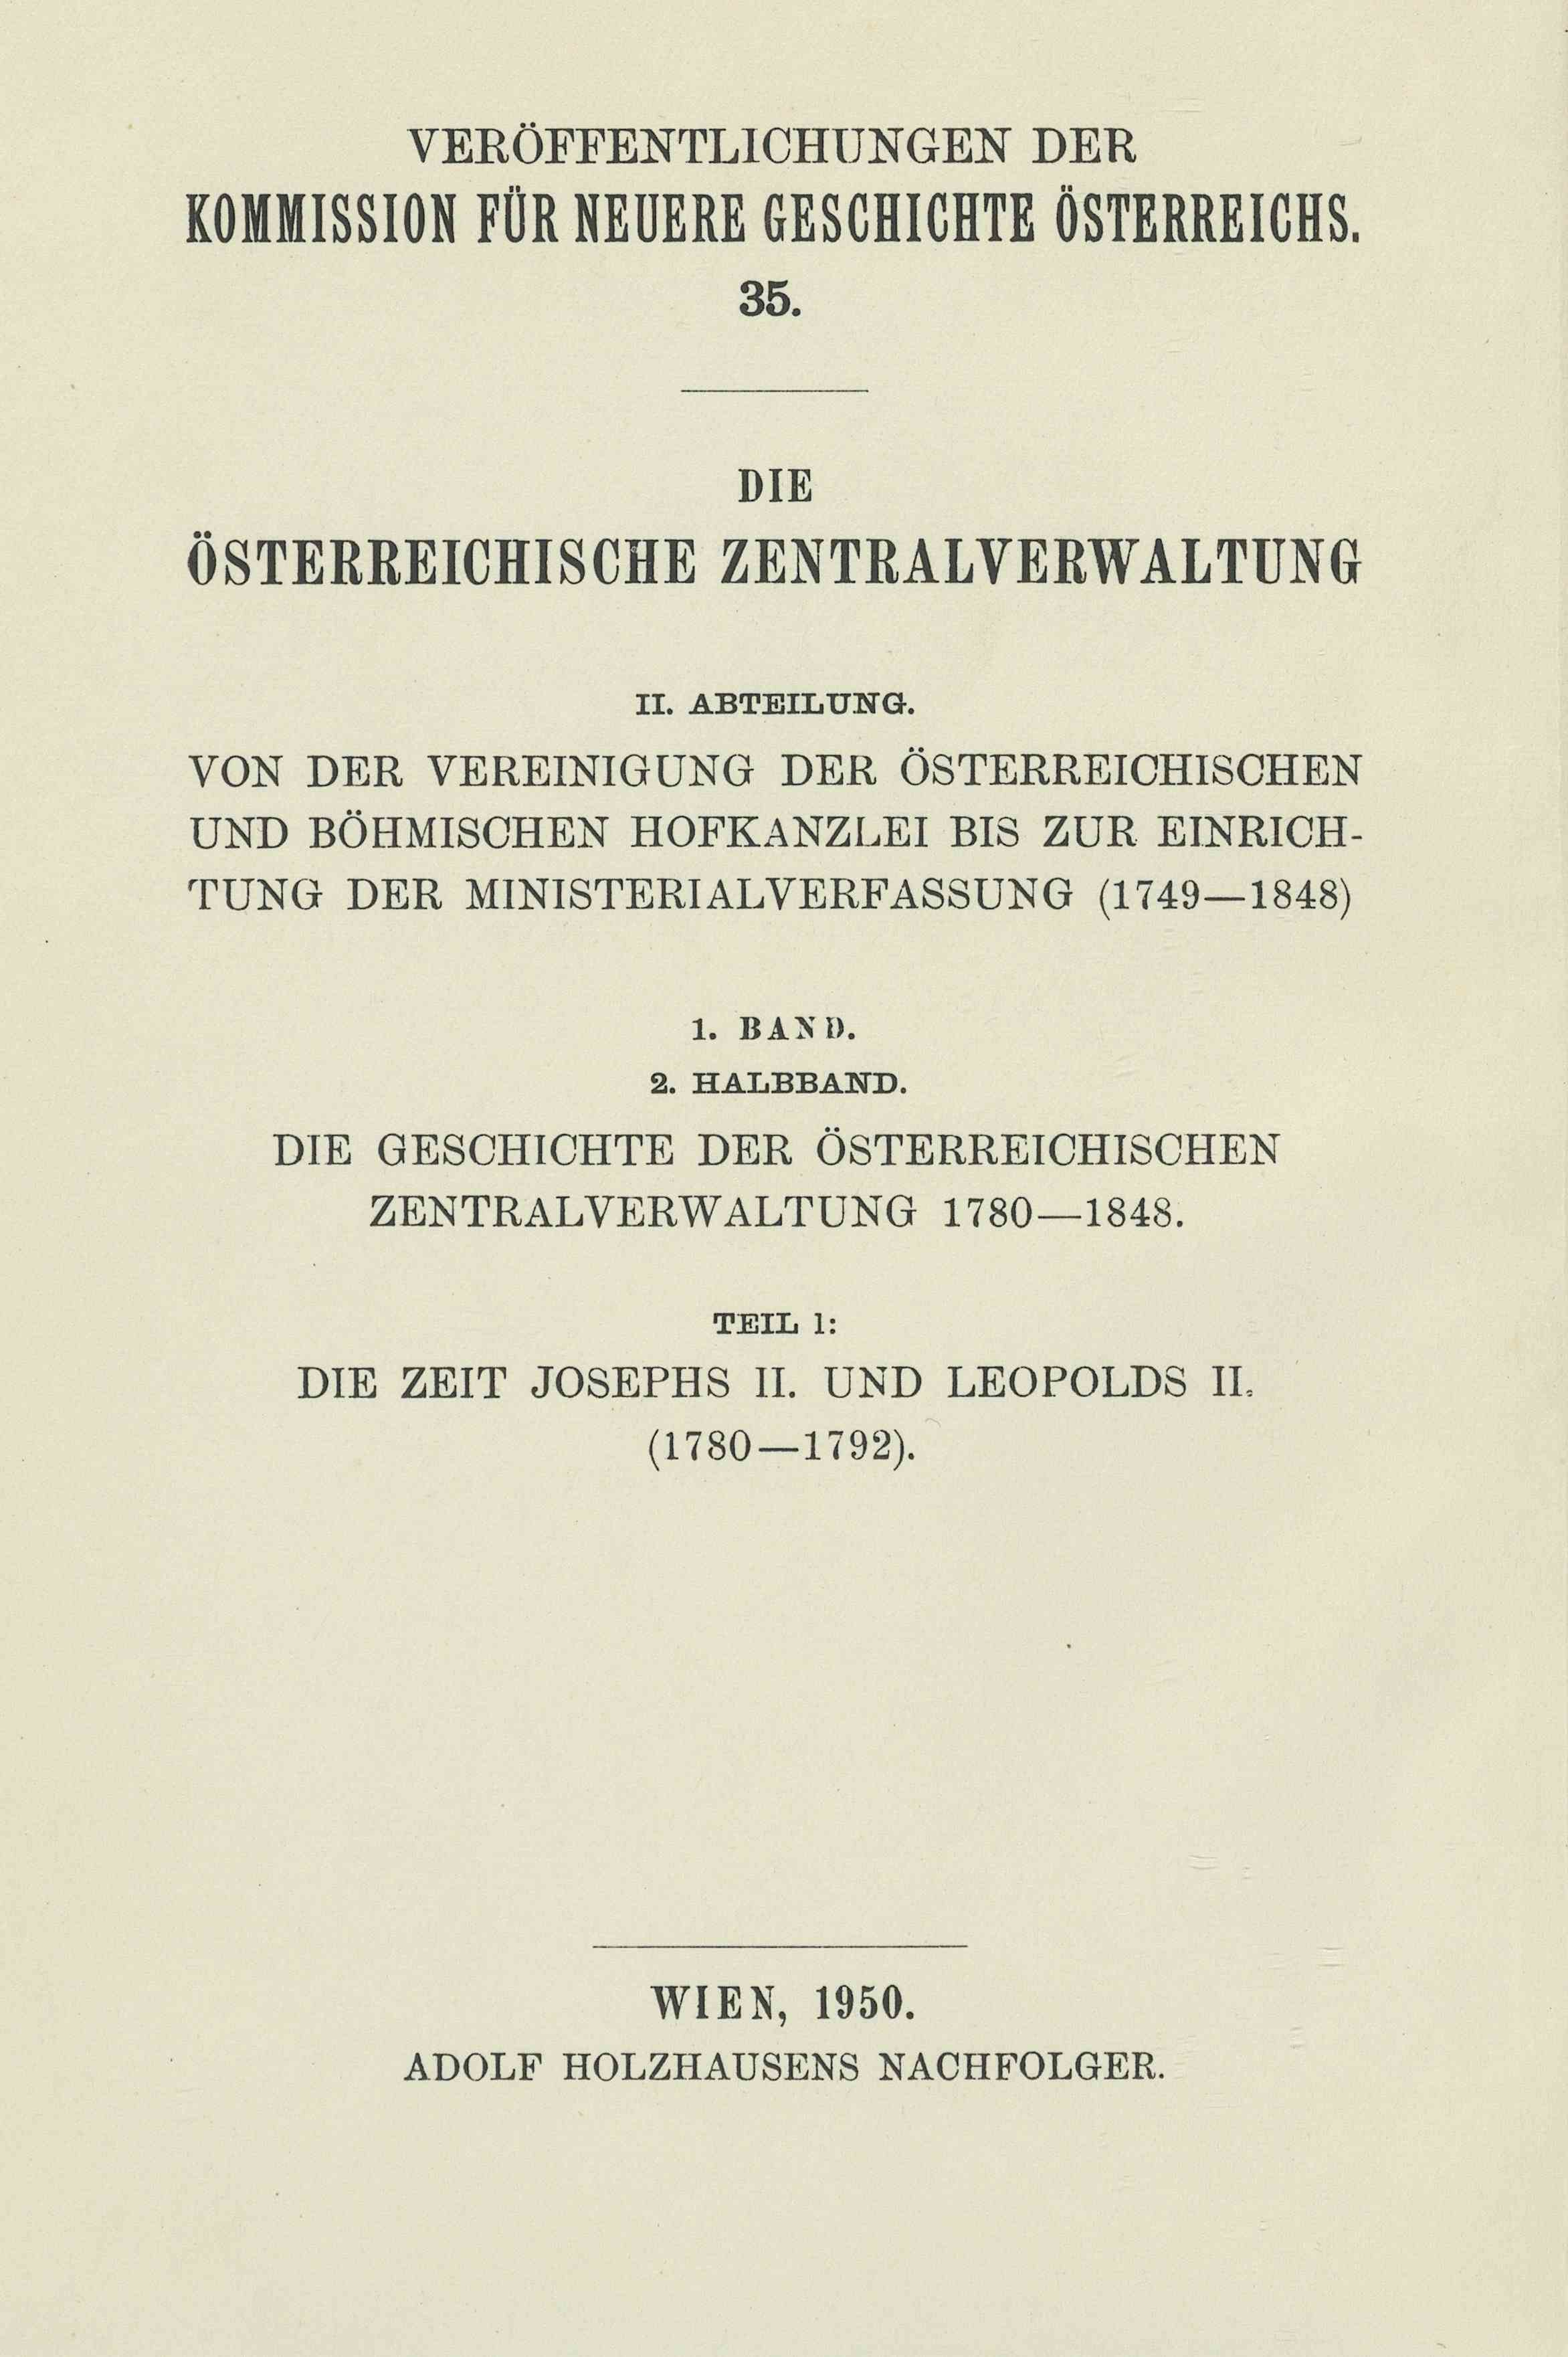 VERÖFFENTLICHUNGEN DER
KOMMISSION FÜR NEUERE GESCHICHTE ÖSTERREICHS.
35.
DIE
ÖSTERREICHISCHE ZENTRALVERWALTUNG
II. ABTEILUNG.
VON DER VEREINIGUNG DER ÖSTERREICHISCHEN
UND BÖHMISCHEN HOFKANZLEI BIS ZUR EINRICH-
TUNG DER MINISTERIALVERFASSUNG (1749—1848)
1. BAND.
2. HALBBAND.
DIE GESCHICHTE DER ÖSTERREICHISCHEN
ZENTRALVERWALTUNG 1780—1848.
TEIL 1:
DIE ZEIT JOSEPHS II. UND LEOPOLDS II.
(1780—1792).
WIEN, 1950.
ADOLF HOLZHAUSENS NACHFOLGER.